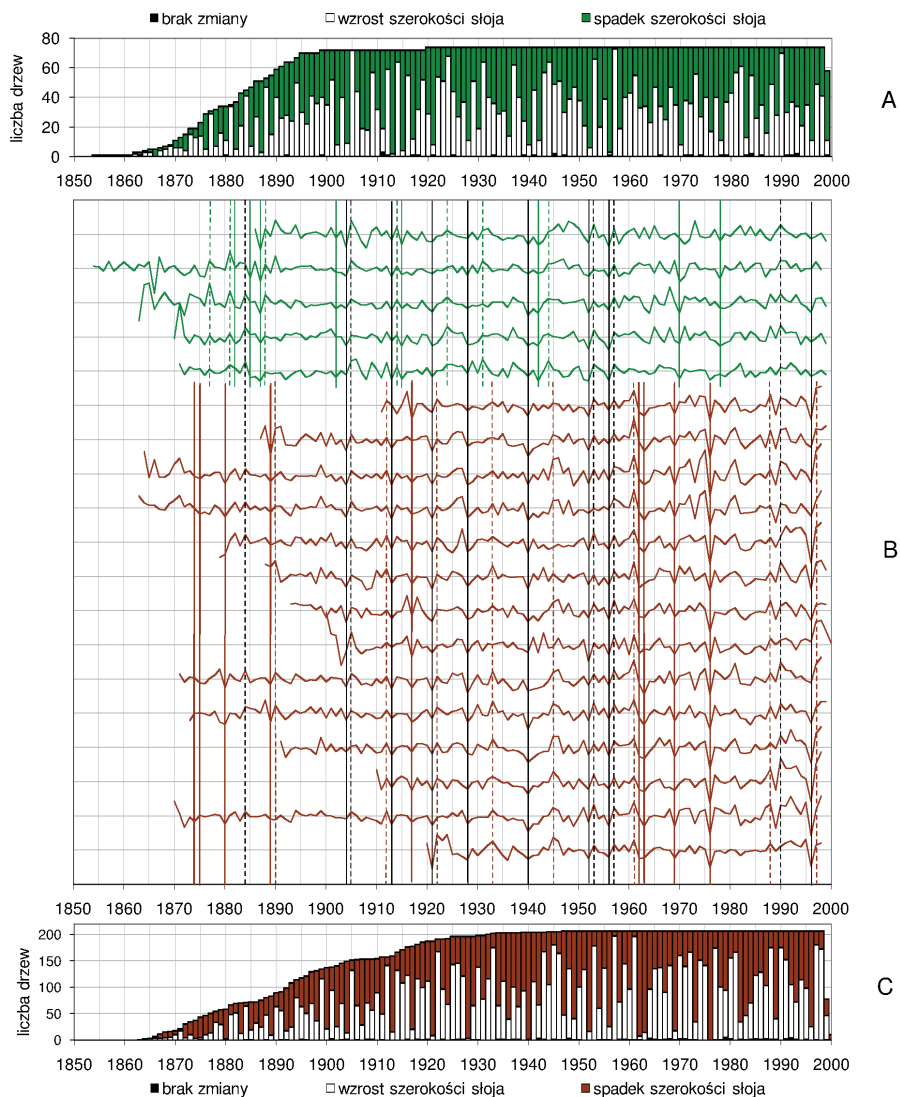 brak zmiany wzrost szerokości słoja spadek szerokości słoja
80
60
40
20
0
liczba drzew
A
1850 1860 1870 1880 1890 1900 1910 1920 1930 1940 1950 1960 1970 1980 1990 2000
B
1850 1860 1870 1880 1890 1900 1910 1920 1930 1940 1950 1960 1970 1980 1990 2000
200
150
100
50
0
liczba drzew
C
1850 1860 1870 1880 1890 1900 1910 1920 1930 1940 1950 1960 1970 1980 1990 2000
brak zmiany wzrost szerokości słoja spadek szerokości słoja